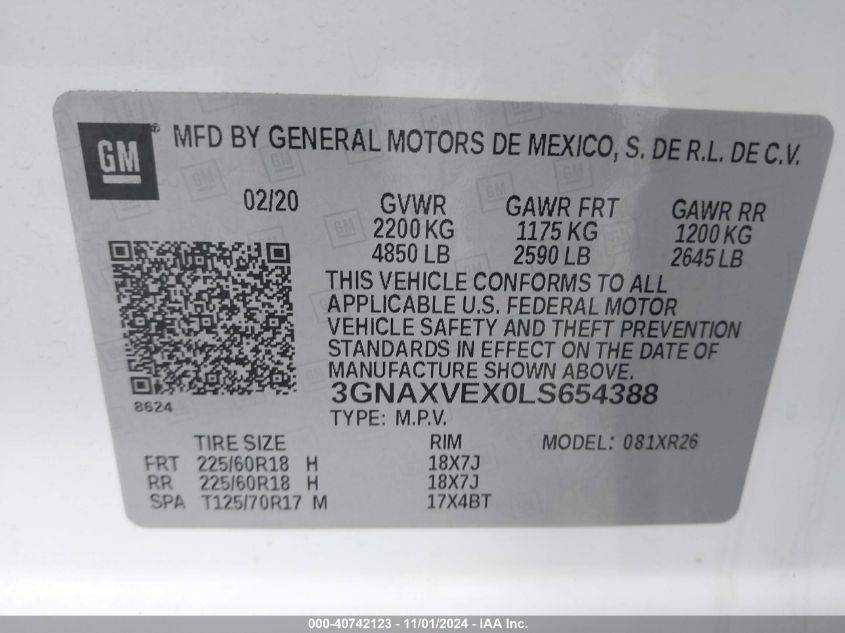 GM ® MFD BY GENERAL MOTORS DE MEXICO, S. DE R.L. DE C.V.
02/20 GVWR GAWR FRT GAWR RR
2200 KG 1175 KG 1200 KG
4850 LB 2590 LB 2645 LB
THIS VEHICLE CONFORMS TO ALL
APPLICABLE U.S. FEDERAL MOTOR
VEHICLE SAFETY AND THEFT PREVENTION
STANDARDS IN EFFECT ON THE DATE OF
MANUFACTURE SHOWN ABOVE.
8624 3GNAXVEX0LS654388
TYPE: M.P.V.
TIRE SIZE RIM MODEL: 081XR26
FRT 225/60R18 H 18X7J
RR 225/60R18 H 18X7J
SPA T125/70R17 M 17X4BT
000-40742123 - 11/01/2024 - IAA Inc.